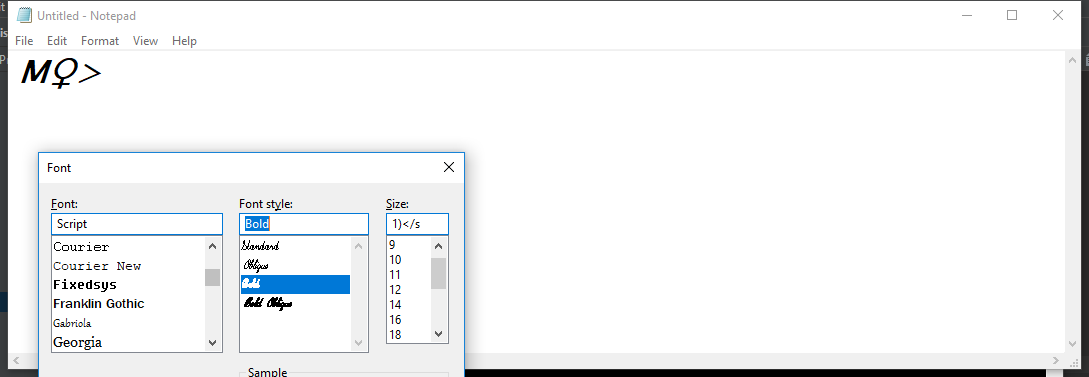 Untitled - Notepad
File Edit Format View Help
M♀>
Font
Font: Font style: Size:
Script Bold 1)</s
Courier Standard 9
Courier New Oblique 10
Fixedsys Bold 11
Franklin Gothic Bold Oblique 12
Gabriola 14
Georgia 16
18
Sample